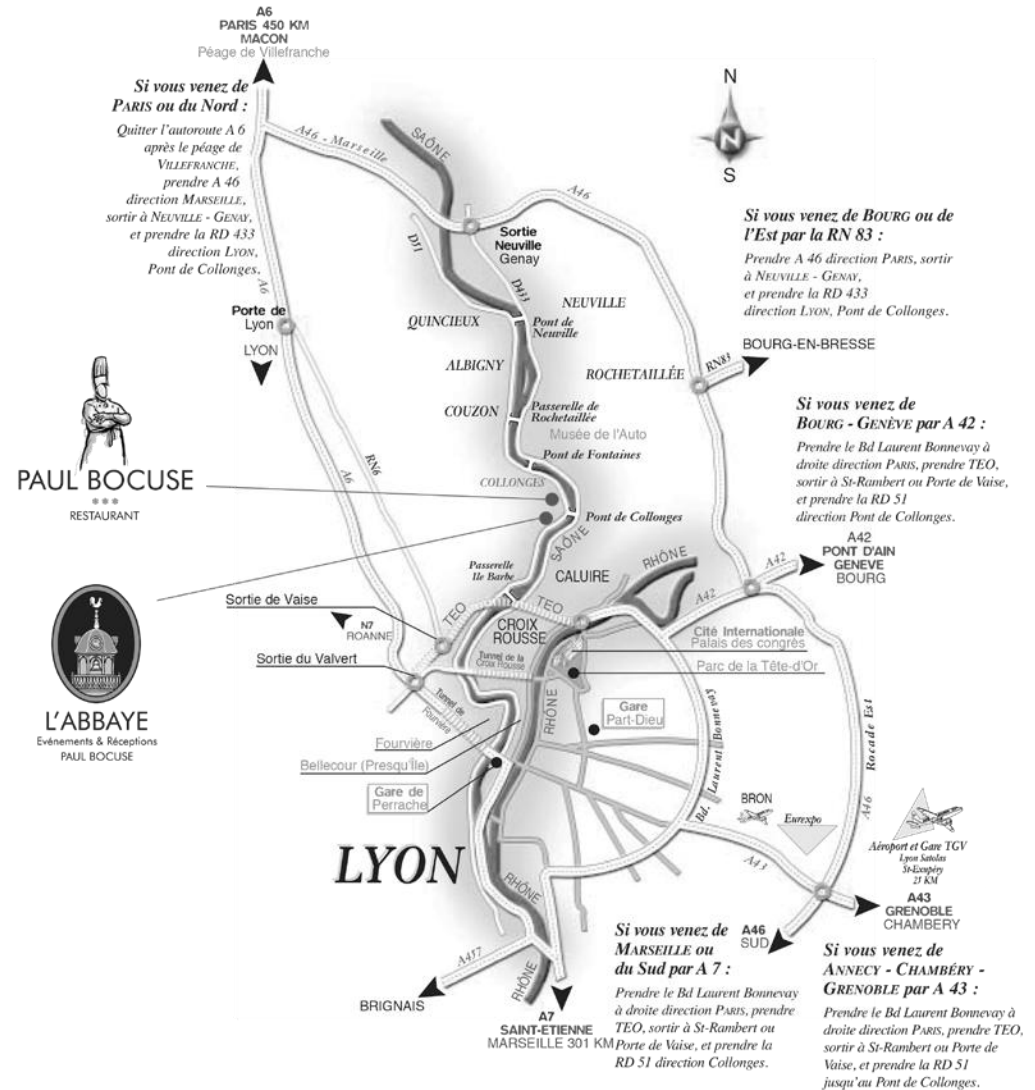 A6
PARIS 450 KM
MACON
Péage de Villefranche
Si vous venez de
PARIS ou du Nord :
Quitter l'autoroute A 6
après le péage de
VILLEFRANCHE,
prendre A 46
direction MARSEILLE,
sortir à NEUVILLE - GENAY,
et prendre la RD 433
direction LYON,
Pont de Collonges.
A46 - Marseille
SAÔNE
N
N
S
A46
Sortie
Neuville
Genay
D51
D433
Si vous venez de BOURG ou de
l'Est par la RN 83 :
Prendre A 46 direction PARIS, sortir
à NEUVILLE - GENAY,
et prendre la RD 433
direction LYON, Pont de Collonges.
A6
Porte de
Lyon
LYON
NEUVILLE
QUINCIEUX
Pont de
Neuville
ALBIGNY
ROCHETAILLÉE
RN83
BOURG-EN-BRESSE
COUZON
Passerelle de
Rochetaillée
Musée de l'Auto
Pont de Fontaines
Si vous venez de
BOURG - GENÈVE par A 42 :
Prendre le Bd Laurent Bonnevay à
droite direction PARIS, prendre TEO,
sortir à St-Rambert ou Porte de Vaise,
et prendre la RD 51
direction Pont de Collonges.
PAUL BOCUSE
RESTAURANT
A6
RN6
COLLONGES
Pont de Collonges
SAÔNE
A42
PONT D'AIN
GENEVE
BOURG
Passerelle
Ile Barbe
CALUIRE
RHÔNE
A42
A42
Sortie de Vaise
N7
ROANNE
TEO
TEO
CROIX
ROUSSE
Cité Internationale
Palais des congrès
Sortie du Valvert
Tunnel de la
Croix Rousse
Parc de la Tête-d'Or
L'ABBAYE
Evénements & Réceptions
PAUL BOCUSE
Tunnel de
Fourvière
RHÔNE
Gare
Part-Dieu
Fourvière
Bellecour (Presqu'Île)
Gare de
Perrache
Bd. Laurent Bonnevay
Rocade Est
A46
BRON
Eurexpo
Aéroport et Gare TGV
Lyon Satolas
St-Exupéry
25 KM
LYON
A43
RHÔNE
A43
GRENOBLE
CHAMBERY
A46
SUD
Si vous venez de
MARSEILLE ou
du Sud par A 7 :
Prendre le Bd Laurent Bonnevay
à droite direction PARIS, prendre
TEO, sortir à St-Rambert ou
Porte de Vaise, et prendre la
RD 51 direction Collonges.
Si vous venez de
ANNECY - CHAMBÉRY -
GRENOBLE par A 43 :
Prendre le Bd Laurent Bonnevay à
droite direction PARIS, prendre TEO,
sortir à St-Rambert ou Porte de
Vaise, et prendre la RD 51
jusqu'au Pont de Collonges.
BRIGNAIS
RHÔNE
A7
SAINT-ETIENNE
MARSEILLE 301 KM